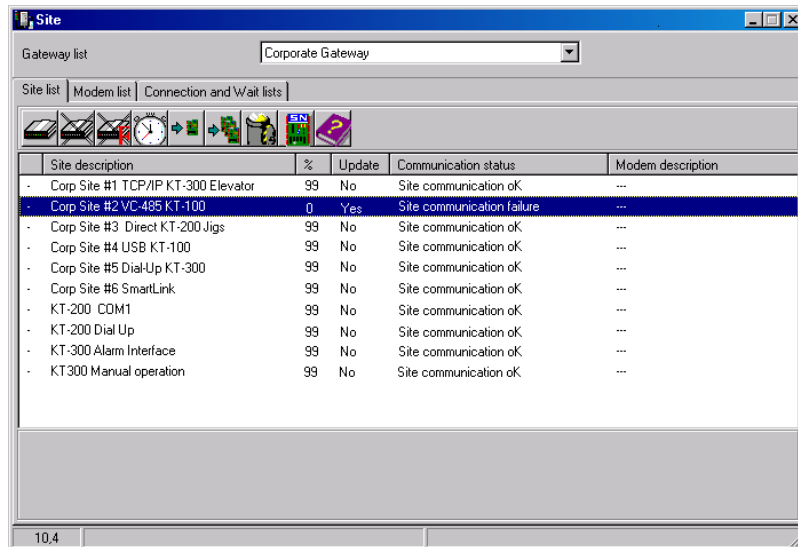 Site
Gateway list Corporate Gateway
Site list Modem list Connection and Wait lists
SN
?
Site description % Update Communication status Modem description
- Corp Site #1 TCP/IP KT-300 Elevator 99 No Site communication oK ---
- Corp Site #2 VC-485 KT-100 0 Yes Site communication failure ---
- Corp Site #3 Direct KT-200 Jigs 99 No Site communication oK ---
- Corp Site #4 USB KT-100 99 No Site communication oK ---
- Corp Site #5 Dial-Up KT-300 99 No Site communication oK ---
- Corp Site #6 SmartLink 99 No Site communication oK ---
- KT-200 COM1 99 No Site communication oK ---
- KT-200 Dial Up 99 No Site communication oK ---
- KT-300 Alarm Interface 99 No Site communication oK ---
- KT300 Manual operation 99 No Site communication oK ---
10,4